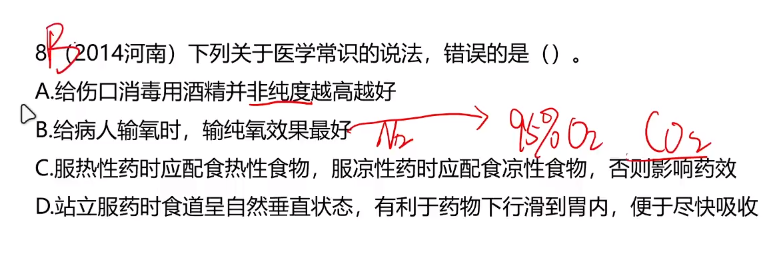 8 B（2014河南）下列关于医学常识的说法，错误的是（）。
A.给伤口消毒用酒精并非纯度越高越好
B.给病人输氧时，输纯氧效果最好 N₂ 95%O₂ CO₂
C.服热性药时应配食热性食物，服凉性药时应配食凉性食物，否则影响药效
D.站立服药时食道呈自然垂直状态，有利于药物下行滑到胃内，便于尽快吸收